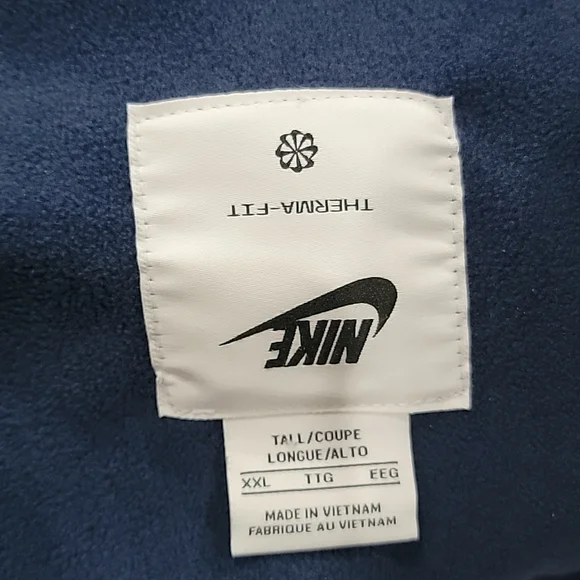 THERMA-FIT
NIKE
TALL/COUPE
LONGUE/ALTO
XXL TTG EEG
MADE IN VIETNAM
FABRIQUE AU VIETNAM